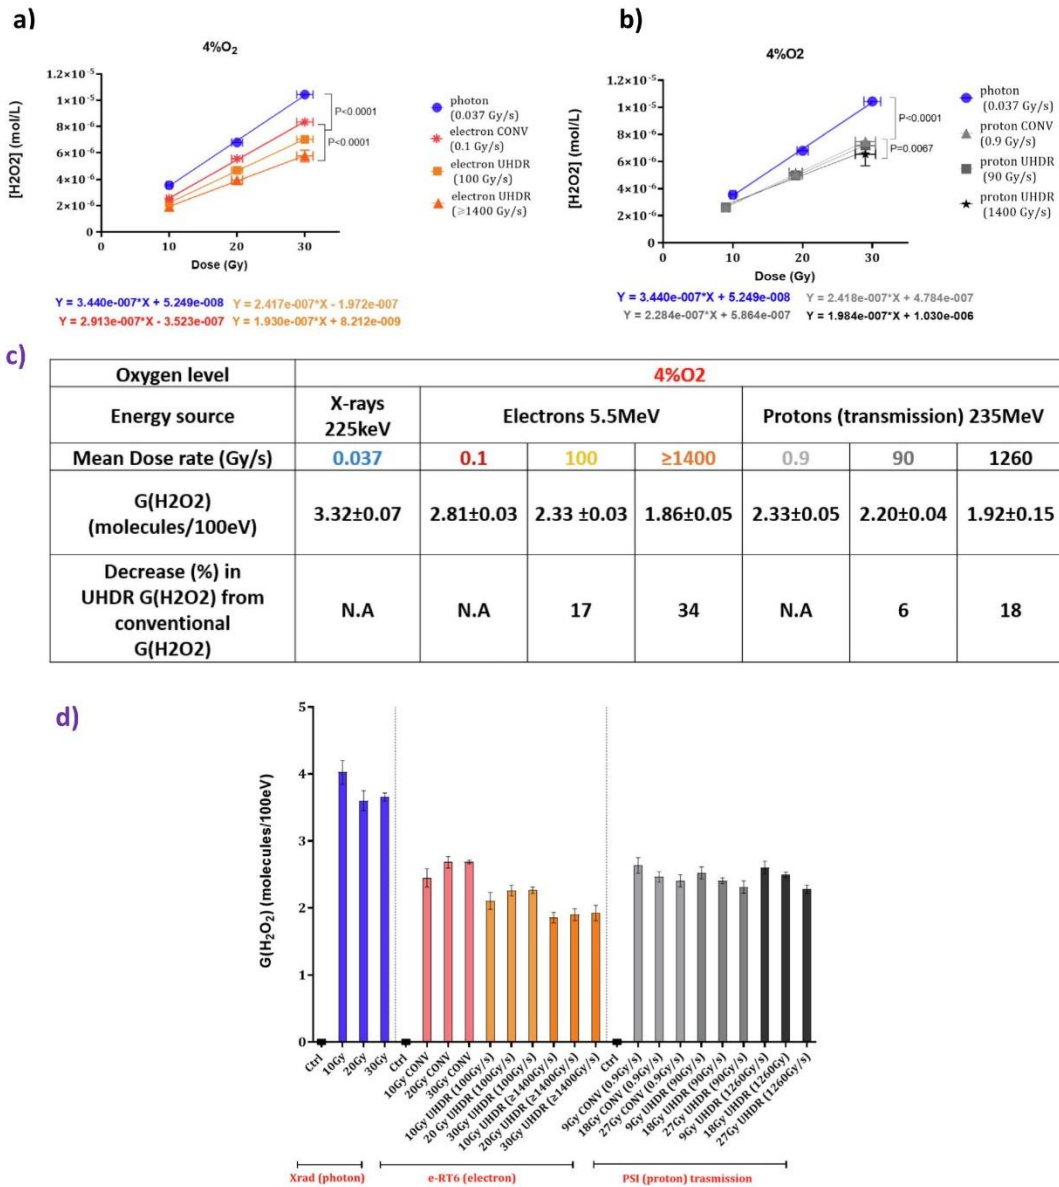 a)
4%O₂
1.2×10⁻⁵
1×10⁻⁵
8×10⁻⁶
6×10⁻⁶
4×10⁻⁶
2×10⁻⁶
0
[H2O2] (mol/L)
0 10 20 30 40
Dose (Gy)
P<0.0001
P<0.0001
photon
(0.037 Gy/s)
electron CONV
(0.1 Gy/s)
electron UHDR
(100 Gy/s)
electron UHDR
(≥1400 Gy/s)
Y = 3.440e-007*X + 5.249e-008 Y = 2.417e-007*X - 1.972e-007
Y = 2.913e-007*X - 3.523e-007 Y = 1.930e-007*X + 8.212e-009
b)
4%O2
1.2×10⁻⁵
1×10⁻⁵
8×10⁻⁶
6×10⁻⁶
4×10⁻⁶
2×10⁻⁶
0
[H2O2] (mol/L)
0 10 20 30 40
Dose (Gy)
P<0.0001
P=0.0067
photon
(0.037 Gy/s)
proton CONV
(0.9 Gy/s)
proton UHDR
(90 Gy/s)
proton UHDR
(1400 Gy/s)
Y = 3.440e-007*X + 5.249e-008 Y = 2.418e-007*X + 4.784e-007
Y = 2.284e-007*X + 5.864e-007 Y = 1.984e-007*X + 1.030e-006
c)
Oxygen level 4%O2
Energy source X-rays 225keV Electrons 5.5MeV Protons (transmission) 235MeV
Mean Dose rate (Gy/s) 0.037 0.1 100 ≥1400 0.9 90 1260
G(H2O2)
(molecules/100eV) 3.32±0.07 2.81±0.03 2.33 ±0.03 1.86±0.05 2.33±0.05 2.20±0.04 1.92±0.15
Decrease (%) in
UHDR G(H2O2) from
conventional
G(H2O2) N.A N.A 17 34 N.A 6 18
d)
G(H₂O₂) (molecules/100eV)
5
4
3
2
1
0
Ctrl
10Gy
20Gy
30Gy
Ctrl
10Gy CONV
20Gy CONV
30Gy CONV
10Gy UHDR (100Gy/s)
20 Gy UHDR (100Gy/s)
30Gy UHDR (100Gy/s)
10Gy UHDR (≥1400Gy/s)
20Gy UHDR (≥1400Gy/s)
30Gy UHDR (≥1400Gy/s)
Ctrl
9Gy CONV (0.9Gy/s)
18Gy CONV (0.9Gy/s)
27Gy CONV (0.9Gy/s)
9Gy UHDR (90Gy/s)
18Gy UHDR (90Gy/s)
27Gy UHDR (90Gy/s)
9Gy UHDR (1260Gy/s)
18Gy UHDR (1260Gy)
27Gy UHDR (1260Gy/s)
Xrad (photon) e-RT6 (electron) PSI (proton) trasmission